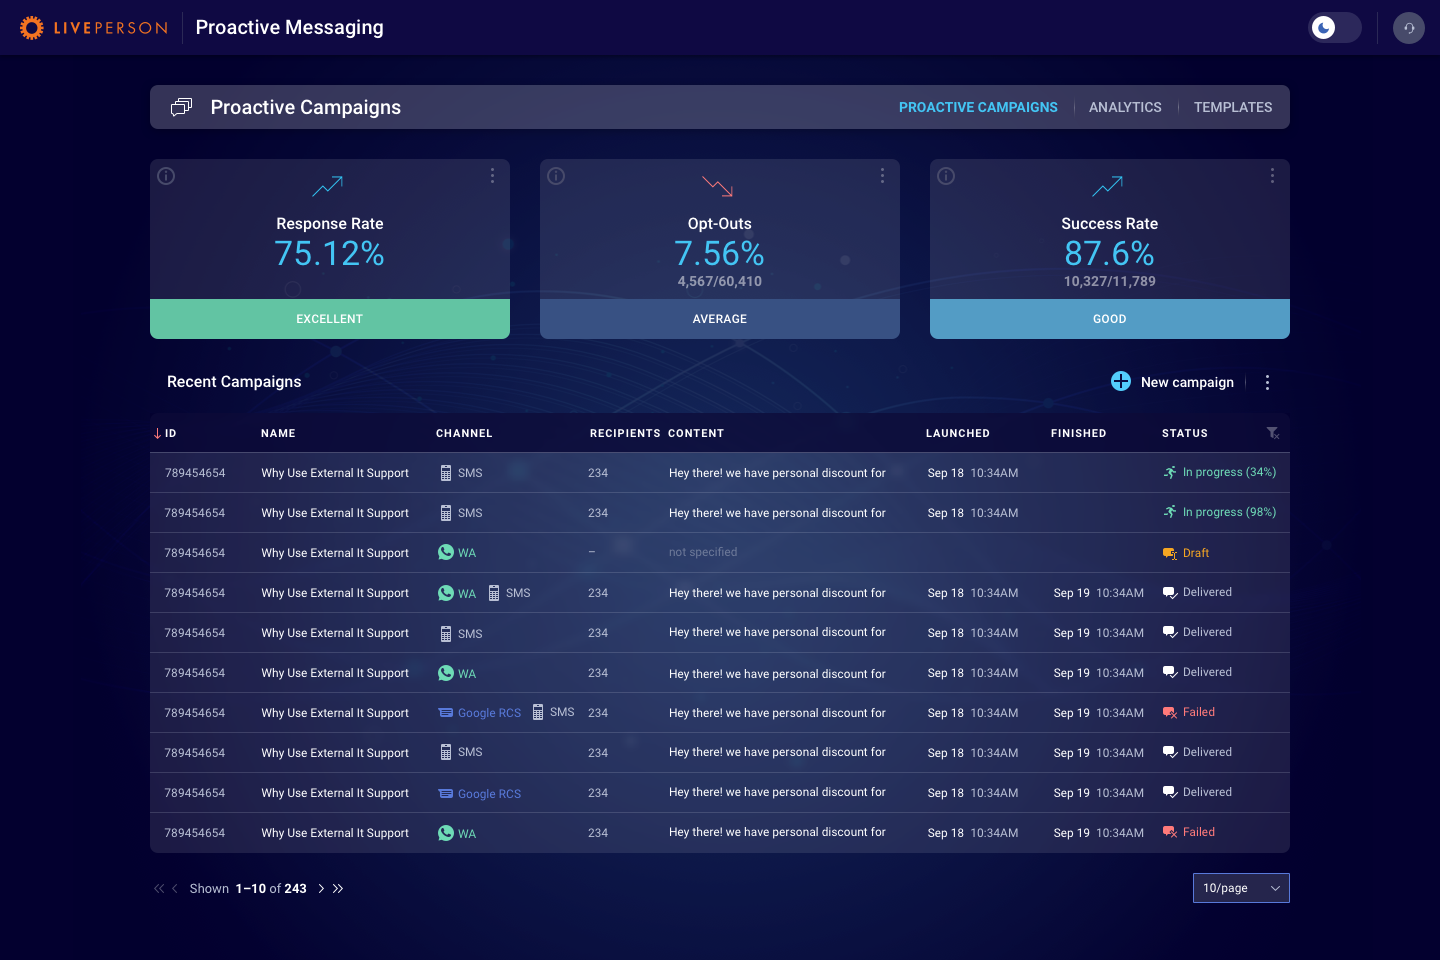 LIVEPERSON Proactive Messaging
Proactive Campaigns PROACTIVE CAMPAIGNS ANALYTICS TEMPLATES
Response Rate
75.12%
EXCELLENT
Opt-Outs
7.56%
4,567/60,410
AVERAGE
Success Rate
87.6%
10,327/11,789
GOOD
Recent Campaigns New campaign
ID NAME CHANNEL RECIPIENTS CONTENT LAUNCHED FINISHED STATUS
789454654 Why Use External It Support SMS 234 Hey there! we have personal discount for Sep 18 10:34AM In progress (34%)
789454654 Why Use External It Support SMS 234 Hey there! we have personal discount for Sep 18 10:34AM In progress (98%)
789454654 Why Use External It Support WA – not specified Draft
789454654 Why Use External It Support WA SMS 234 Hey there! we have personal discount for Sep 18 10:34AM Sep 19 10:34AM Delivered
789454654 Why Use External It Support SMS 234 Hey there! we have personal discount for Sep 18 10:34AM Sep 19 10:34AM Delivered
789454654 Why Use External It Support WA 234 Hey there! we have personal discount for Sep 18 10:34AM Sep 19 10:34AM Delivered
789454654 Why Use External It Support Google RCS SMS 234 Hey there! we have personal discount for Sep 18 10:34AM Sep 19 10:34AM Failed
789454654 Why Use External It Support SMS 234 Hey there! we have personal discount for Sep 18 10:34AM Sep 19 10:34AM Delivered
789454654 Why Use External It Support Google RCS 234 Hey there! we have personal discount for Sep 18 10:34AM Sep 19 10:34AM Delivered
789454654 Why Use External It Support WA 234 Hey there! we have personal discount for Sep 18 10:34AM Sep 19 10:34AM Failed
Shown 1–10 of 243 10/page